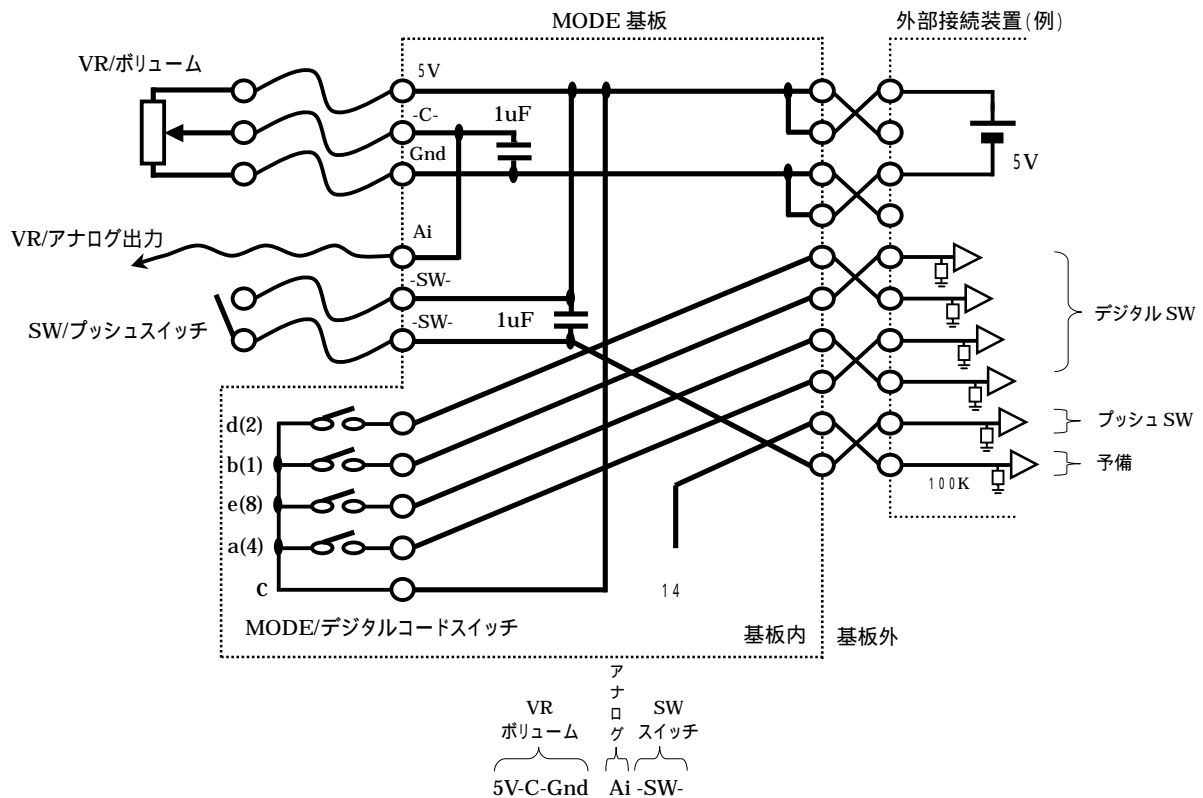 MODE 基板
外部接続装置(例)
VR/ボリューム
5V
-C-
1uF
Gnd
5V
VR/アナログ出力
Ai
-SW-
SW/プッシュスイッチ
1uF
-SW-
デジタル SW
d(2)
プッシュ SW
b(1)
予備
100K
e(8)
a(4)
C
14
MODE/デジタルコードスイッチ
基板内
基板外
VR
ボリューム
アナログ
SW
スイッチ
5V-C-Gnd
Ai
-SW-